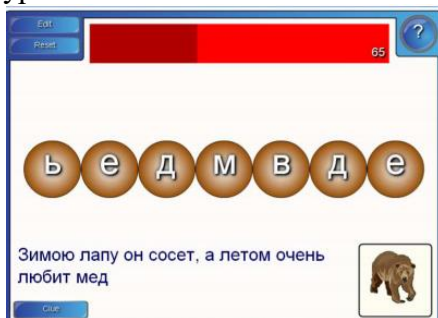 Edit
Reset
65
?
ь е д м в д е
Зимою лапу он сосет, а летом очень
любит мед
Clue